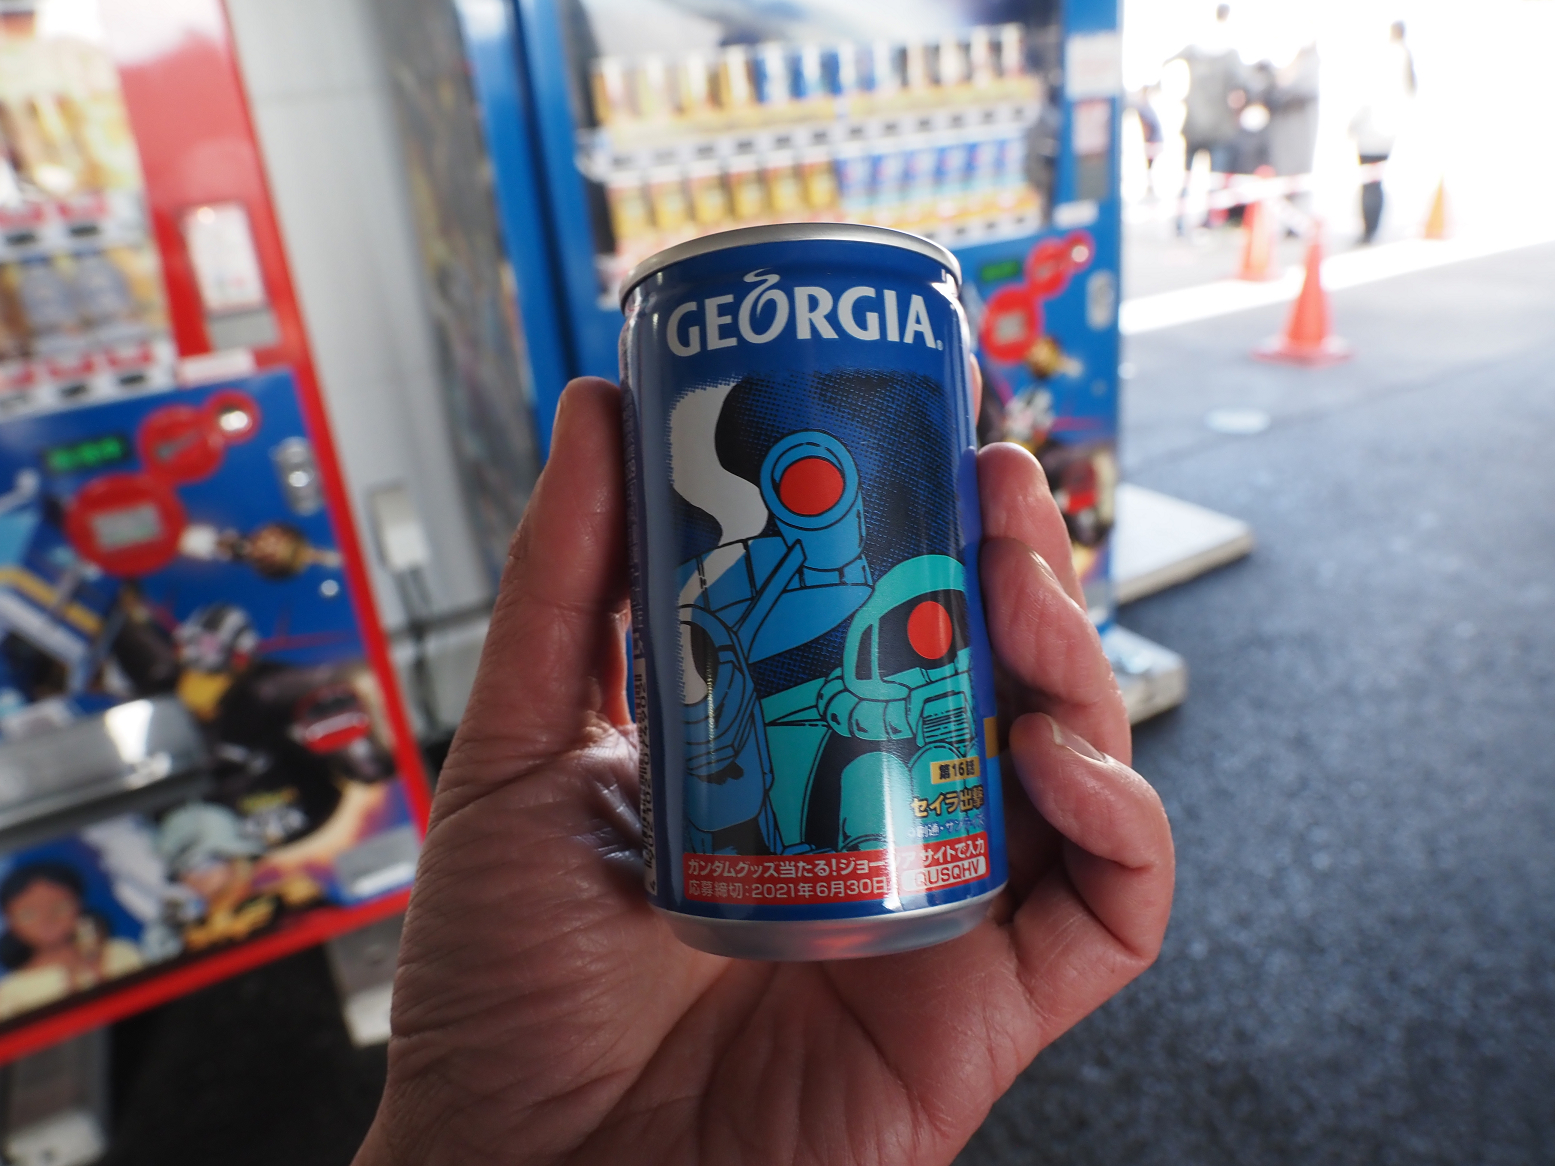 GEORGIA
第16話
セイラ出撃
ガンダムグッズ当たる!ジョージア サイトで入力
応募締切:2021年6月30日 QUSQHV